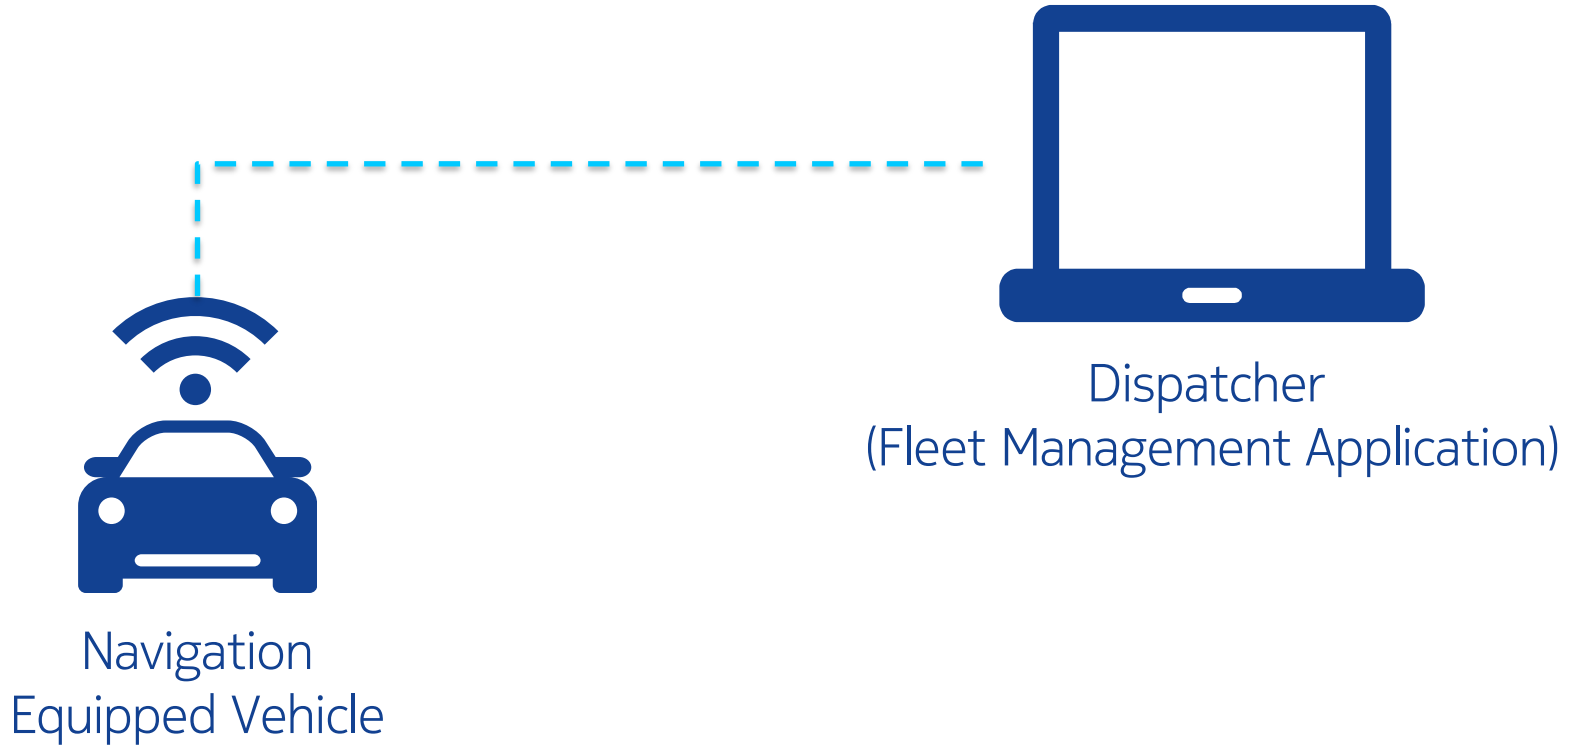 Dispatcher
(Fleet Management Application)
Navigation
Equipped Vehicle